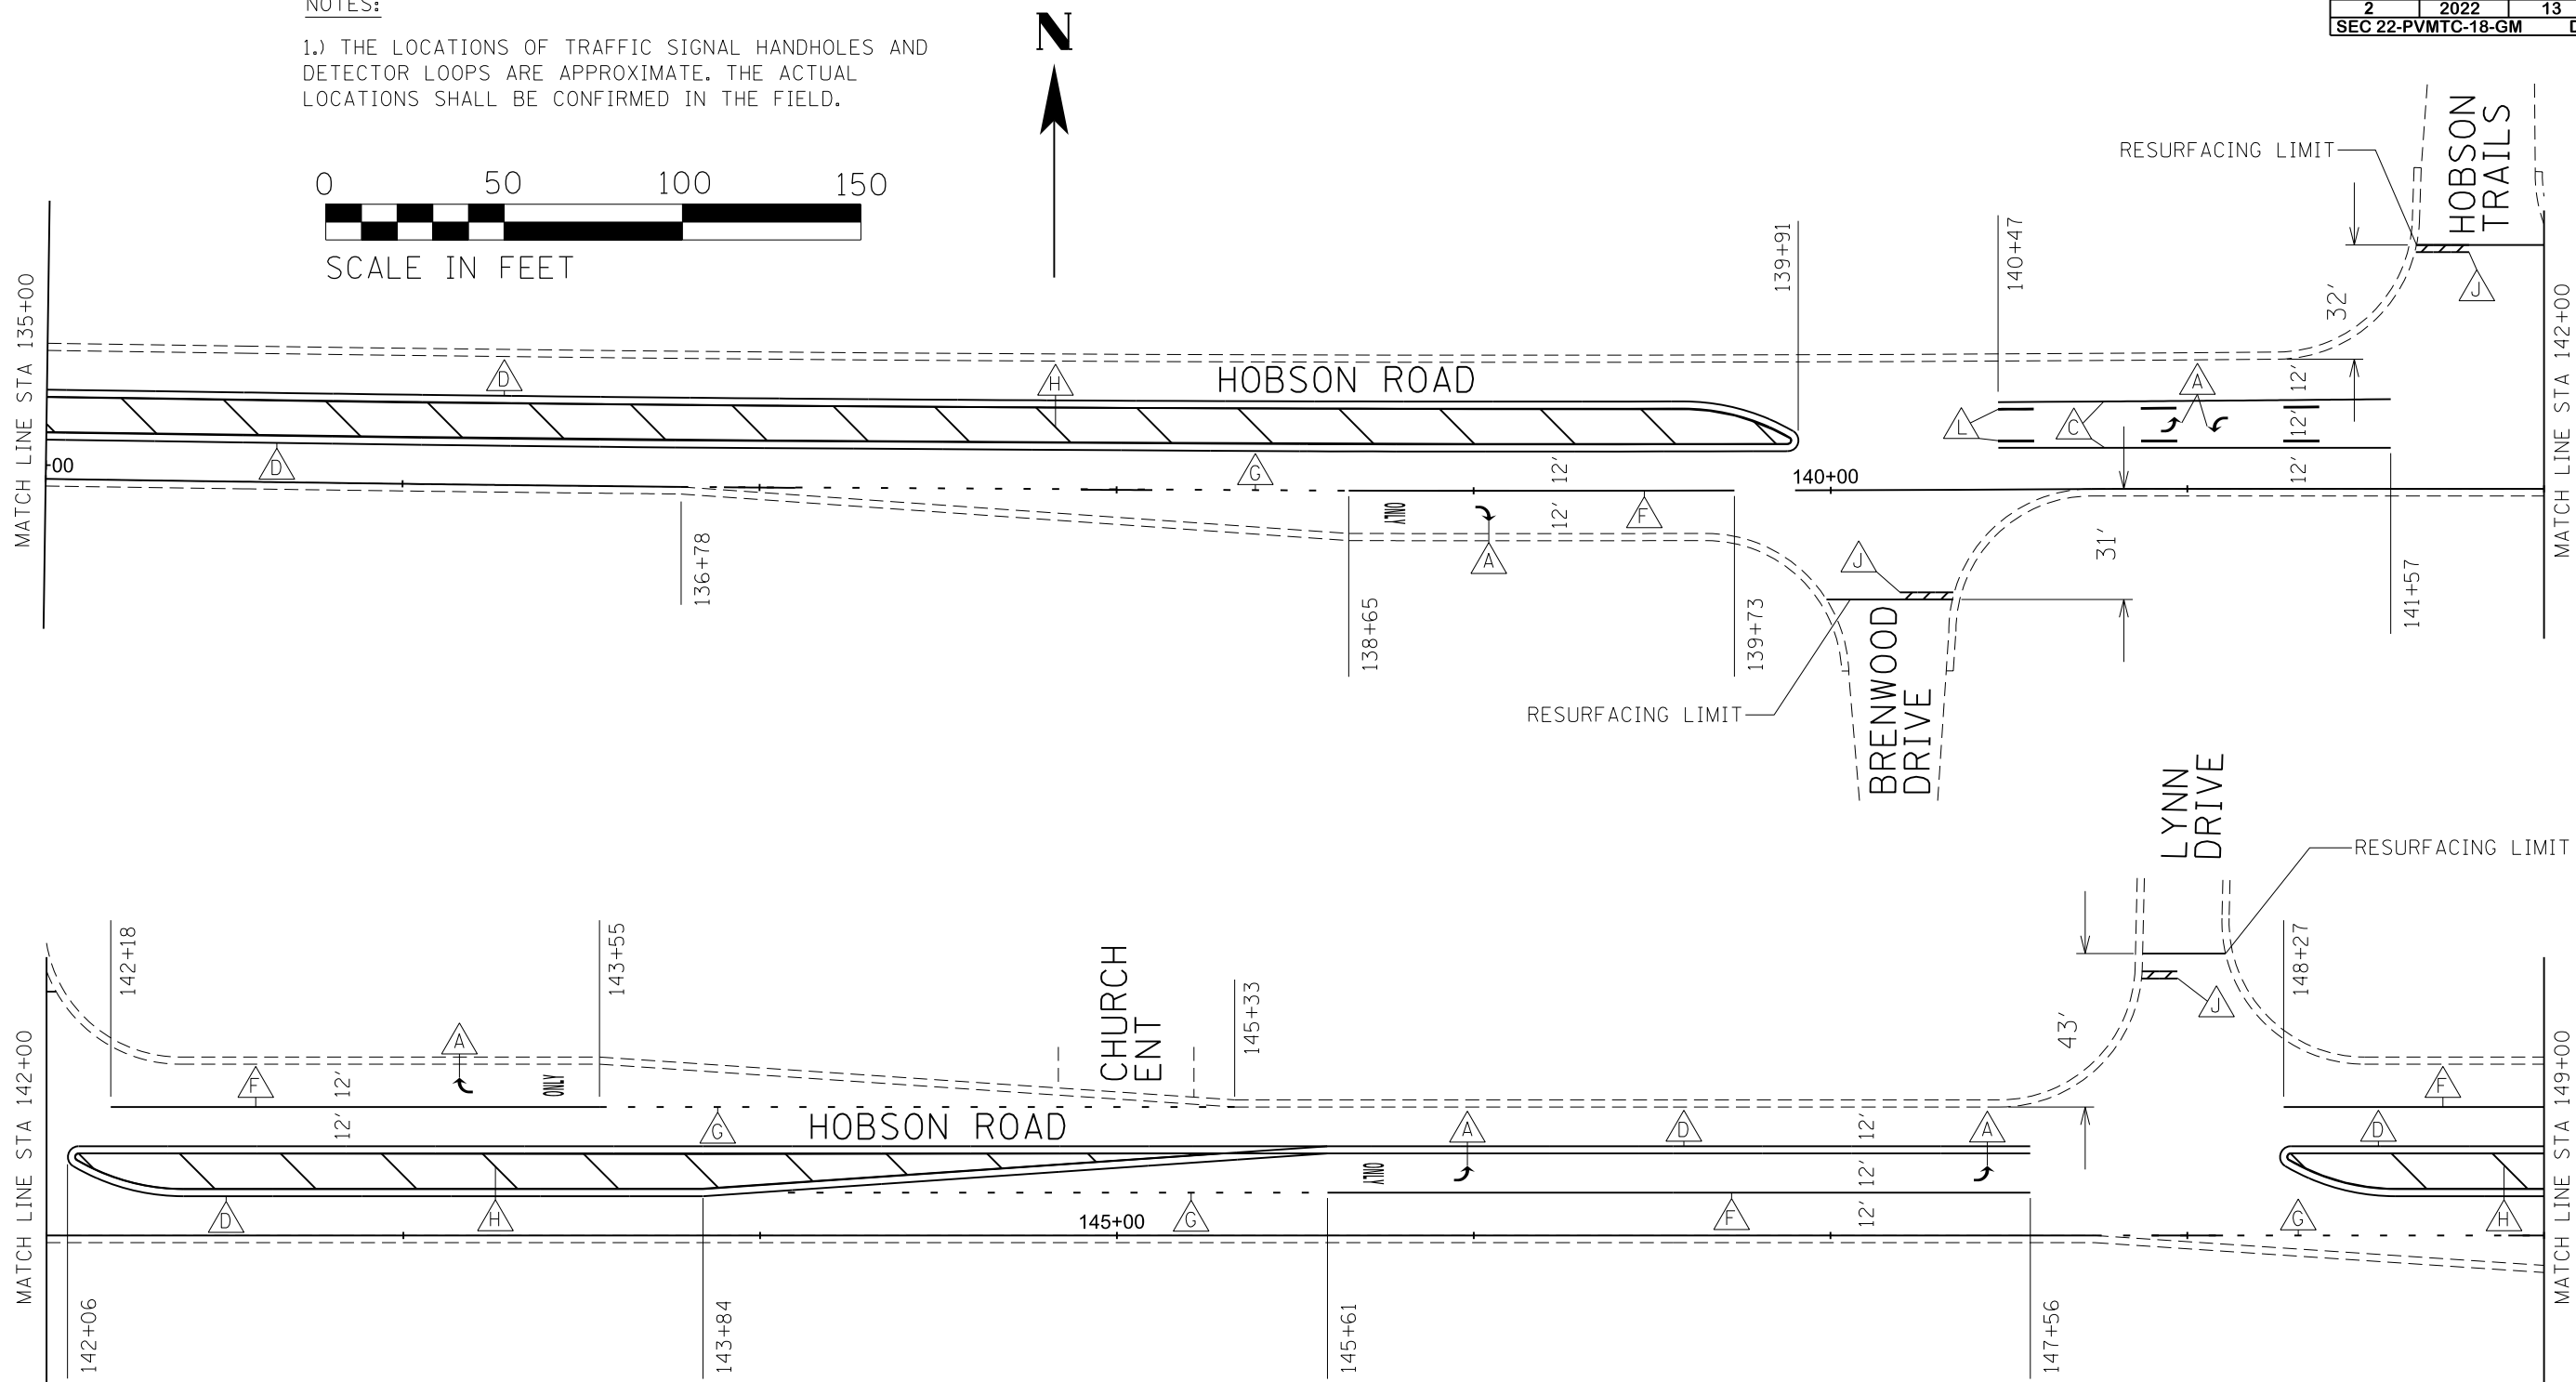 NOTES:
1.) THE LOCATIONS OF TRAFFIC SIGNAL HANDHOLES AND
DETECTOR LOOPS ARE APPROXIMATE. THE ACTUAL
LOCATIONS SHALL BE CONFIRMED IN THE FIELD.
N
2 2022 13
SEC 22-PVMTC-18-GM
0 50 100 150
SCALE IN FEET
MATCH LINE STA 135+00
+00
D
D
H
HOBSON ROAD
G
136+78
138+65
ONLY
A
12'
12'
F
139+73
139+91
140+00
140+47
L
C
A
12'
12'
12'
141+57
32'
31'
J
J
RESURFACING LIMIT
HOBSON
TRAILS
RESURFACING LIMIT
BRENWOOD
DRIVE
MATCH LINE STA 142+00
MATCH LINE STA 142+00
142+06
142+18
F
D
12'
12'
A
H
ONLY
143+55
G
143+84
HOBSON ROAD
CHURCH
ENT
145+00
G
145+33
145+61
ONLY
A
D
F
12'
12'
12'
A
147+56
43'
LYNN
DRIVE
RESURFACING LIMIT
J
148+27
F
D
G
H
MATCH LINE STA 149+00